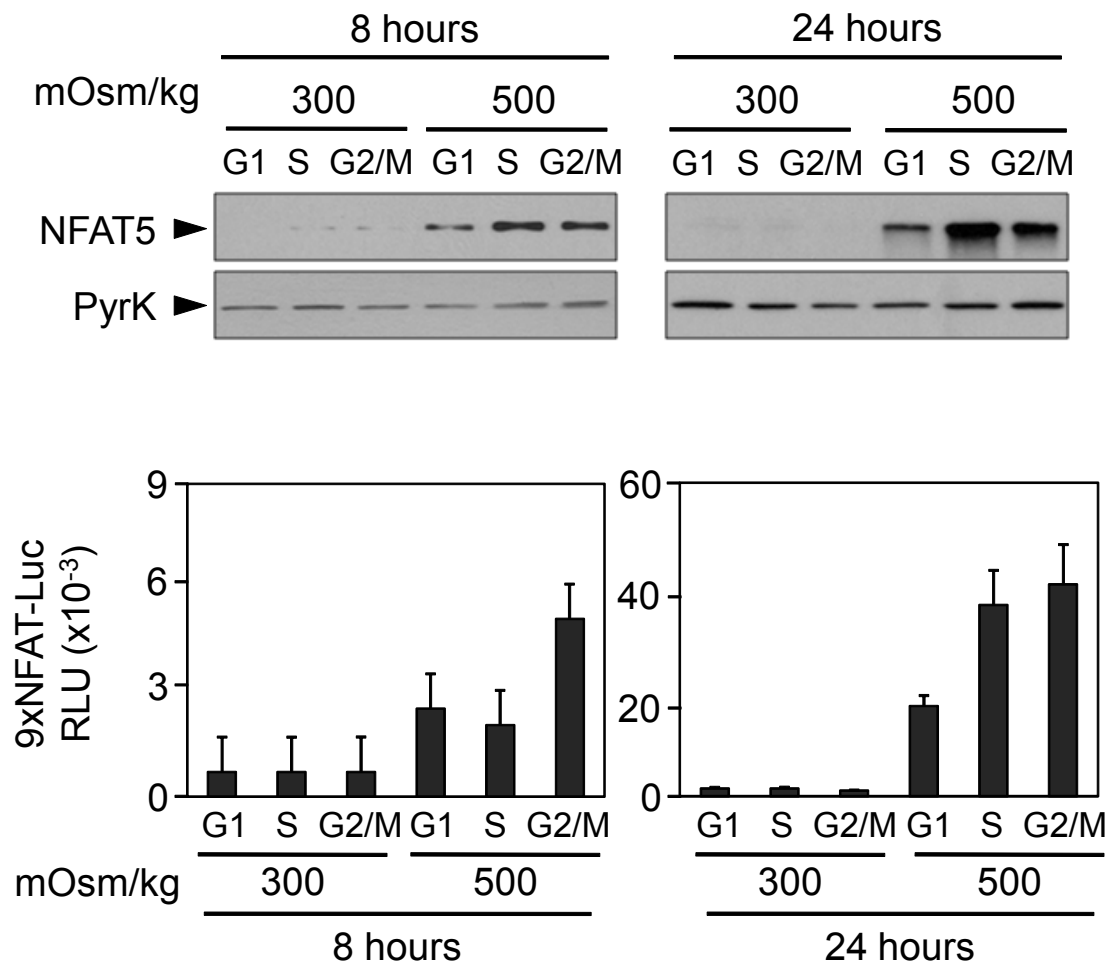 8 hours 24 hours
mOsm/kg 300 500 300 500
G1 S G2/M G1 S G2/M G1 S G2/M G1 S G2/M
NFAT5
PyrK
9xNFAT-Luc
RLU (x10⁻³)
9
6
3
0
60
40
20
0
G1 S G2/M G1 S G2/M G1 S G2/M G1 S G2/M
mOsm/kg 300 500 300 500
8 hours 24 hours